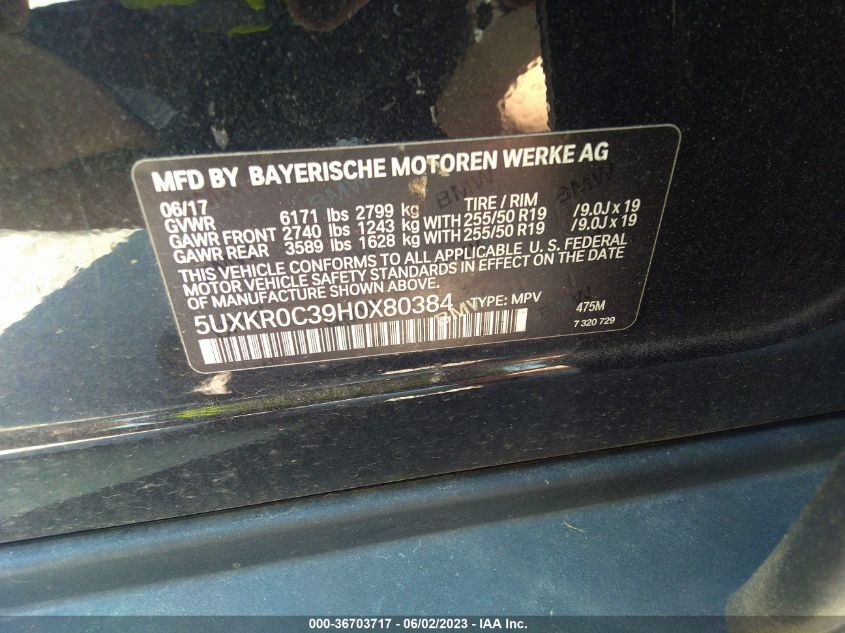 MFD BY BAYERISCHE MOTOREN WERKE AG
06/17 TIRE / RIM
GVWR 6171 lbs 2799 kg
GAWR FRONT 2740 lbs 1243 kg WITH 255/50 R19 /9.0J x 19
GAWR REAR 3589 lbs 1628 kg WITH 255/50 R19 /9.0J x 19
THIS VEHICLE CONFORMS TO ALL APPLICABLE U. S. FEDERAL
MOTOR VEHICLE SAFETY STANDARDS IN EFFECT ON THE DATE
OF MANUFACTURE SHOWN ABOVE.
5UXKR0C39H0X80384 TYPE: MPV 475M
7 320 729
000-36703717 - 06/02/2023 - IAA Inc.